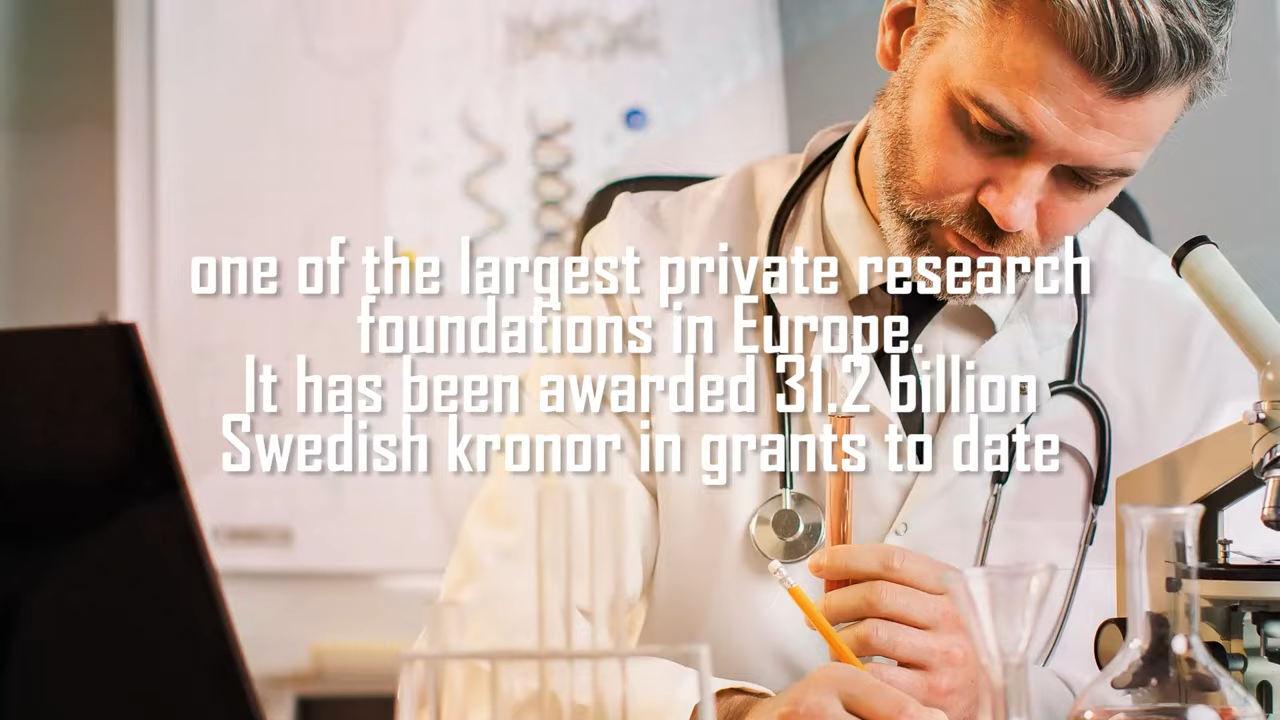 one of the largest private research
foundations in Europe.
It has been awarded 31.2 billion
Swedish kronor in grants to date